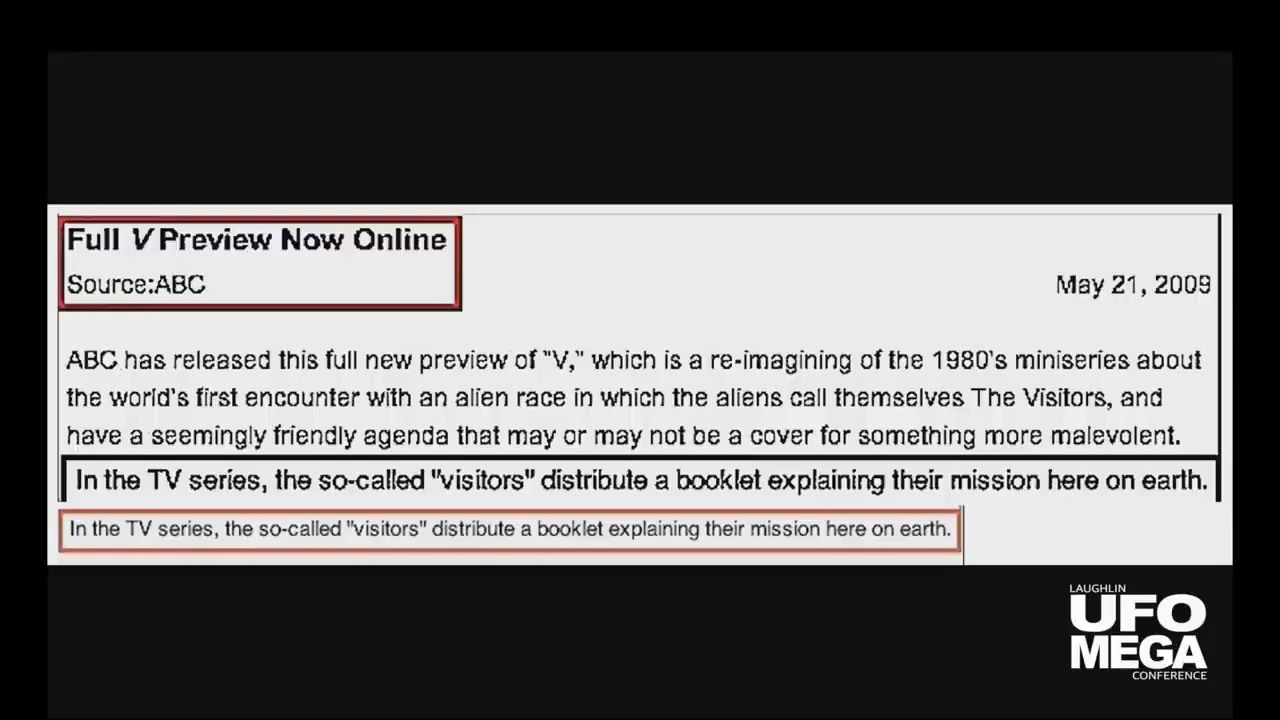 Full V Preview Now Online
Source:ABC
May 21, 2009
ABC has released this full new preview of "V," which is a re-imagining of the 1980's miniseries about
the world's first encounter with an alien race in which the aliens call themselves The Visitors, and
have a seemingly friendly agenda that may or may not be a cover for something more malevolent.
In the TV series, the so-called "visitors" distribute a booklet explaining their mission here on earth.
In the TV series, the so-called "visitors" distribute a booklet explaining their mission here on earth.
LAUGHLIN
UFO
MEGA
CONFERENCE